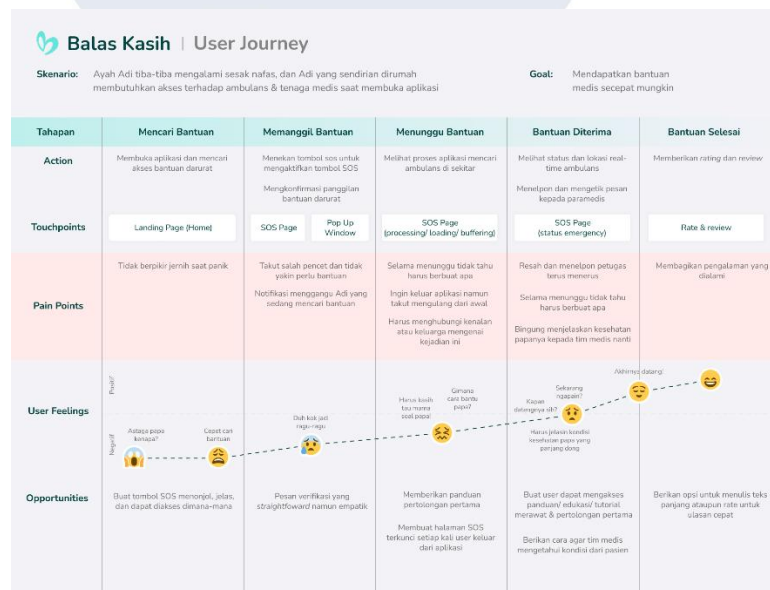 Balas Kasih | User Journey
Skenario:
Ayah Adi tiba-tiba mengalami sesak nafas, dan Adi yang sendirian dirumah
membutuhkan akses terhadap ambulans & tenaga medis saat membuka aplikasi
Goal:
Mendapatkan bantuan
medis secepat mungkin
Tahapan
Mencari Bantuan
Memanggil Bantuan
Menunggu Bantuan
Bantuan Diterima
Bantuan Selesai
Action
Membuka aplikasi dan mencari
akses bantuan darurat
Menekan tombol sos untuk
mengaktifkan tombol SOS
Mengkonfirmasi panggilan
bantuan darurat
Melihat proses aplikasi mencari
ambulans di sekitar
Melihat status dan lokasi real-
time ambulans
Menelpon dan mengetik pesan
kepada paramedis
Memberikan rating dan review
Touchpoints
Landing Page (Home)
SOS Page
Pop Up
Window
SOS Page
(processing/ loading/ buffering)
SOS Page
(status emergency)
Rate & review
Pain Points
Tidak berpikir jernih saat panik
Takut salah pencet dan tidak
yakin perlu bantuan
Notifikasi menggangu Adi yang
sedang mencari bantuan
Selama menunggu tidak tahu
harus berbuat apa
Ingin keluar aplikasi namun
takut mengulang dari awal
Harus menghubungi kenalan
atau keluarga mengenai
kejadian ini
Resah dan menelpon petugas
terus menerus
Selama menunggu tidak tahu
harus berbuat apa
Bingung menjelaskan kesehatan
papanya kepada tim medis nanti
Membagikan pengalaman yang
dialami
User Feelings
Positif
Negatif
Astaga papa
kenapa?
Cepet cari
bantuan
Duh kok jadi
ragu-ragu
Harus kasih
tau mama
soal papa!
Gimana
cara bantu
papa?
Kapan
datengnya sih?
Sekarang
ngapain?
Harus jelasin kondisi
kesehatan papa yang
panjang dong
Akhirnya datang!
Opportunities
Buat tombol SOS menonjol, jelas,
dan dapat diakses dimana-mana
Pesan verifikasi yang
straightfoward namun empatik
Memberikan panduan
pertolongan pertama
Membuat halaman SOS
terkunci setiap kali user keluar
dari aplikasi
Buat user dapat mengakses
panduan/ edukasi/ tutorial
merawat & pertolongan pertama
Berikan cara agar tim medis
mengetahui kondisi dari pasien
Berikan opsi untuk menulis teks
panjang ataupun rate untuk
ulasan cepat